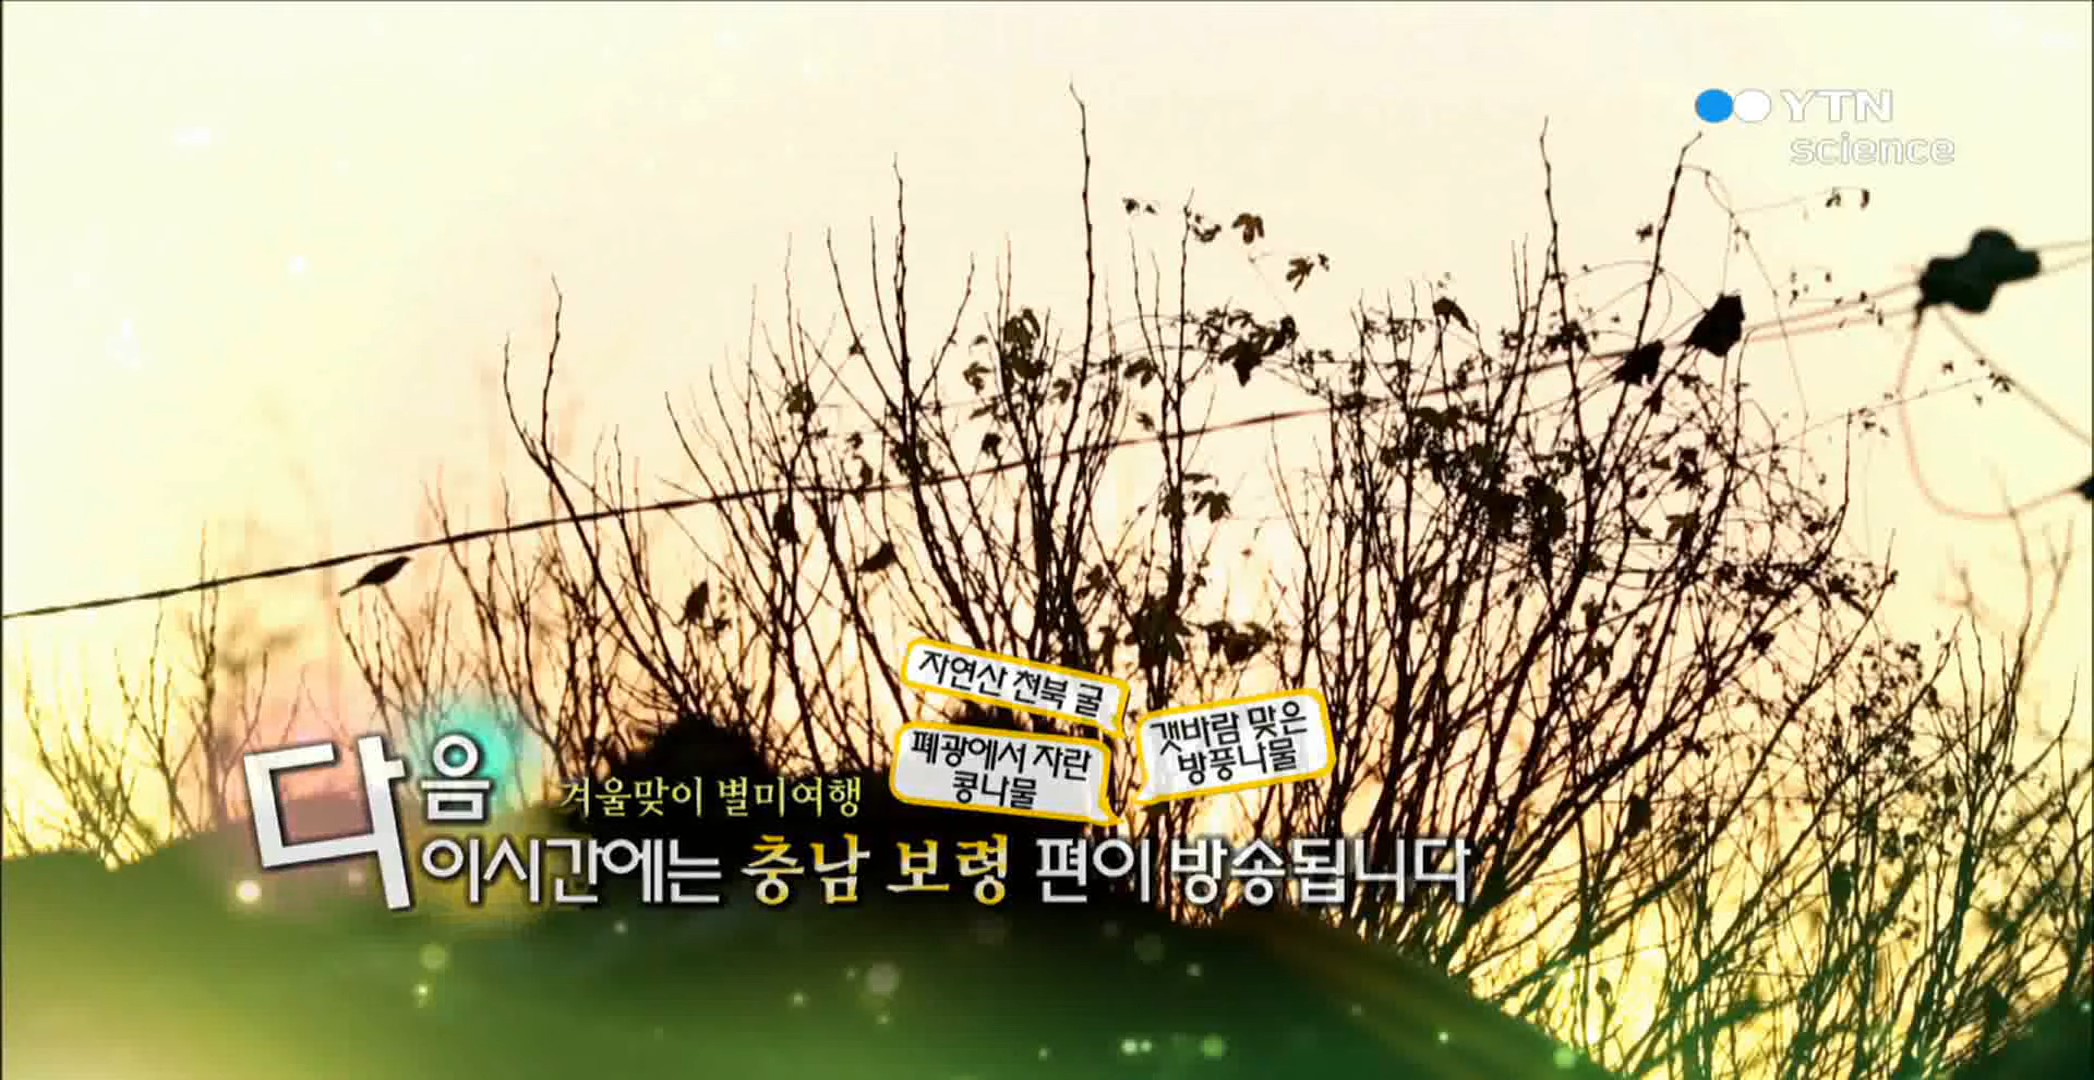 YTN
science
자연산 천북 굴
폐광에서 자란
콩나물
갯바람 맞은
방풍나물
겨울맞이 별미여행
다음
이시간에는 충남 보령 편이 방송됩니다